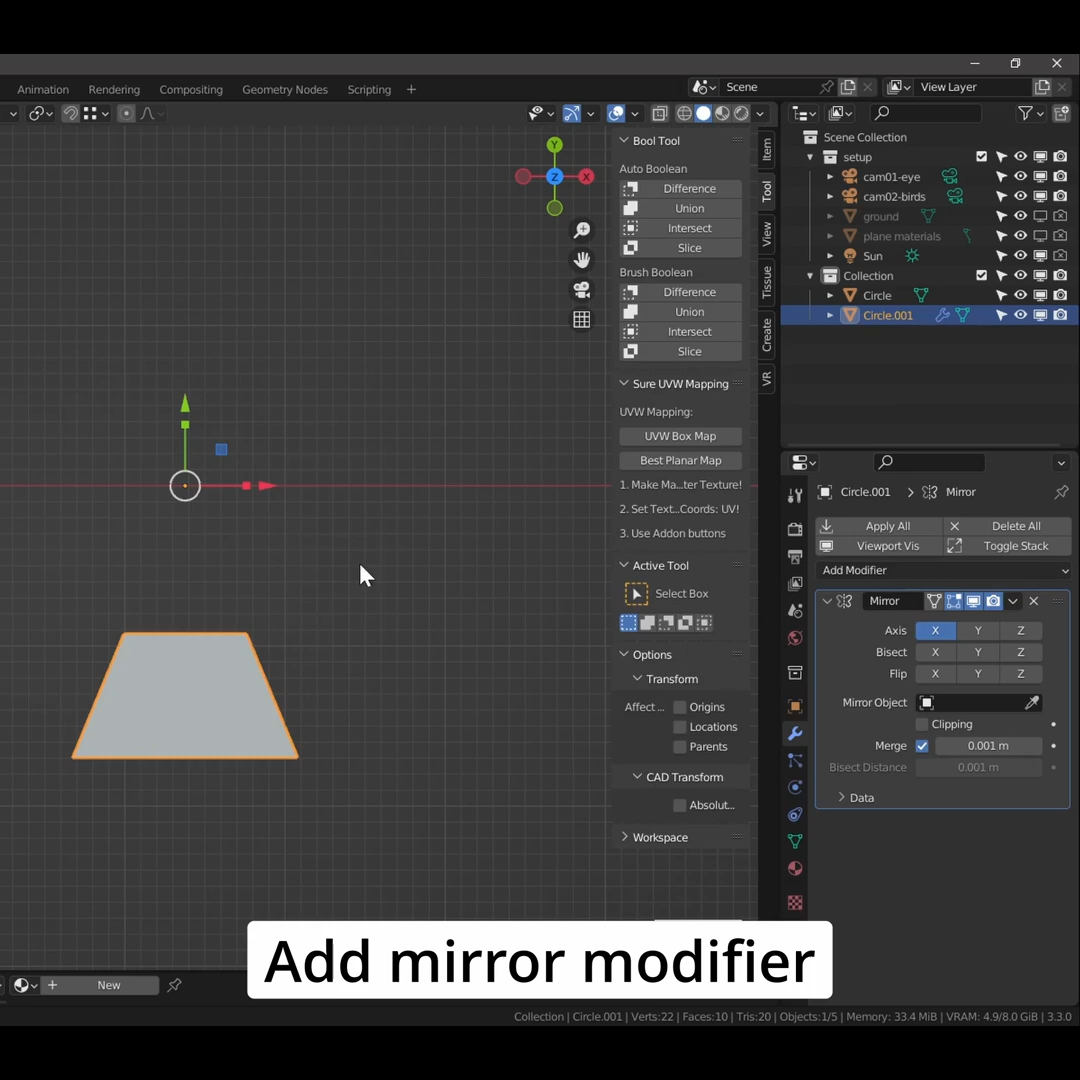 Animation Rendering Compositing Geometry Nodes Scripting + Scene View Layer
Y
X
Z
Bool Tool
Auto Boolean
Difference
Union
Intersect
Slice
Brush Boolean
Difference
Union
Intersect
Slice
Sure UVW Mapping
UVW Mapping:
UVW Box Map
Best Planar Map
1. Make Ma...ter Texture!
2. Set Text...Coords: UV!
3. Use Addon buttons
Active Tool
Select Box
Options
Transform
Affect ... Origins
Locations
Parents
CAD Transform
Absolut...
Workspace
Item
Tool
View
Tissue
Create
VR
Scene Collection
setup
cam01-eye
cam02-birds
ground
plane materials
Sun
Collection
Circle
Circle.001
Circle.001 > Mirror
Apply All Delete All
Viewport Vis Toggle Stack
Add Modifier
Mirror
Axis X Y Z
Bisect X Y Z
Flip X Y Z
Mirror Object
Clipping
Merge 0.001 m
Bisect Distance 0.001 m
Data
Add mirror modifier
New
Collection | Circle.001 | Verts:22 | Faces:10 | Tris:20 | Objects:1/5 | Memory: 33.4 MiB | VRAM: 4.9/8.0 GiB | 3.3.0